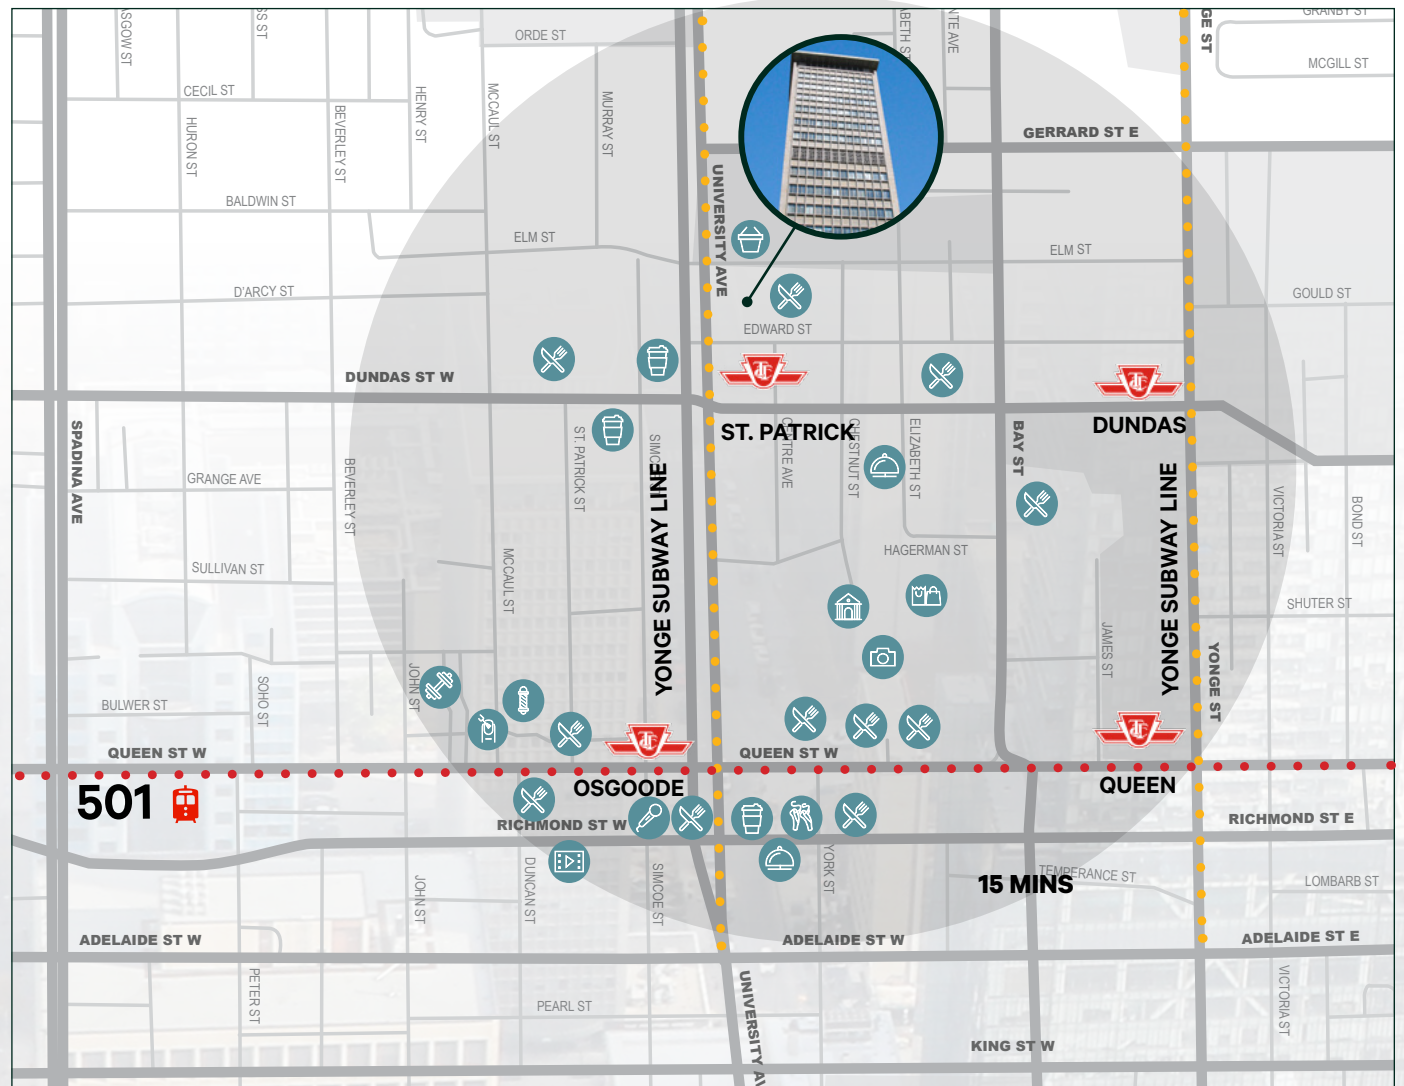 ORDE ST
GRANBY ST
MCGILL ST
CECIL ST
HURON ST
BEVERLEY ST
HENRY ST
MCCAUL ST
MURRAY ST
GERRARD ST E
UNIVERSITY AVE
BALDWIN ST
ELM ST
ELM ST
D'ARCY ST
GOULD ST
EDWARD ST
DUNDAS ST W
ST. PATRICK
DUNDAS
SPADINA AVE
BEVERLEY ST
ST. PATRICK ST
CENTRE AVE
CHESTNUT ST
ELIZABETH ST
BAY ST
GRANGE AVE
YONGE SUBWAY LINE
YONGE SUBWAY LINE
VICTORIA ST
BOND ST
HAGERMAN ST
SULLIVAN ST
MCCAUL ST
SHUTER ST
JAMES ST
YONGE ST
JOHN ST
SOHO ST
BULWER ST
QUEEN ST W
QUEEN ST W
501
OSGOODE
QUEEN
RICHMOND ST W
RICHMOND ST E
DUNCAN ST
JOHN ST
SIMCOE ST
YORK ST
TEMPERANCE ST
15 MINS
LOMBARB ST
ADELAIDE ST W
ADELAIDE ST W
ADELAIDE ST E
PETER ST
PEARL ST
UNIVERSITY AV
VICTORIA ST
KING ST W